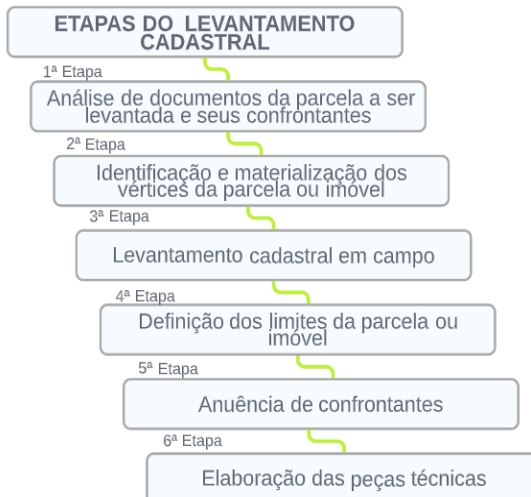 ETAPAS DO LEVANTAMENTO
CADASTRAL
1ª Etapa
Análise de documentos da parcela a ser
levantada e seus confrontantes
2ª Etapa
Identificação e materialização dos
vértices da parcela ou imóvel
3ª Etapa
Levantamento cadastral em campo
4ª Etapa
Definição dos limites da parcela ou
imóvel
5ª Etapa
Anuência de confrontantes
6ª Etapa
Elaboração das peças técnicas